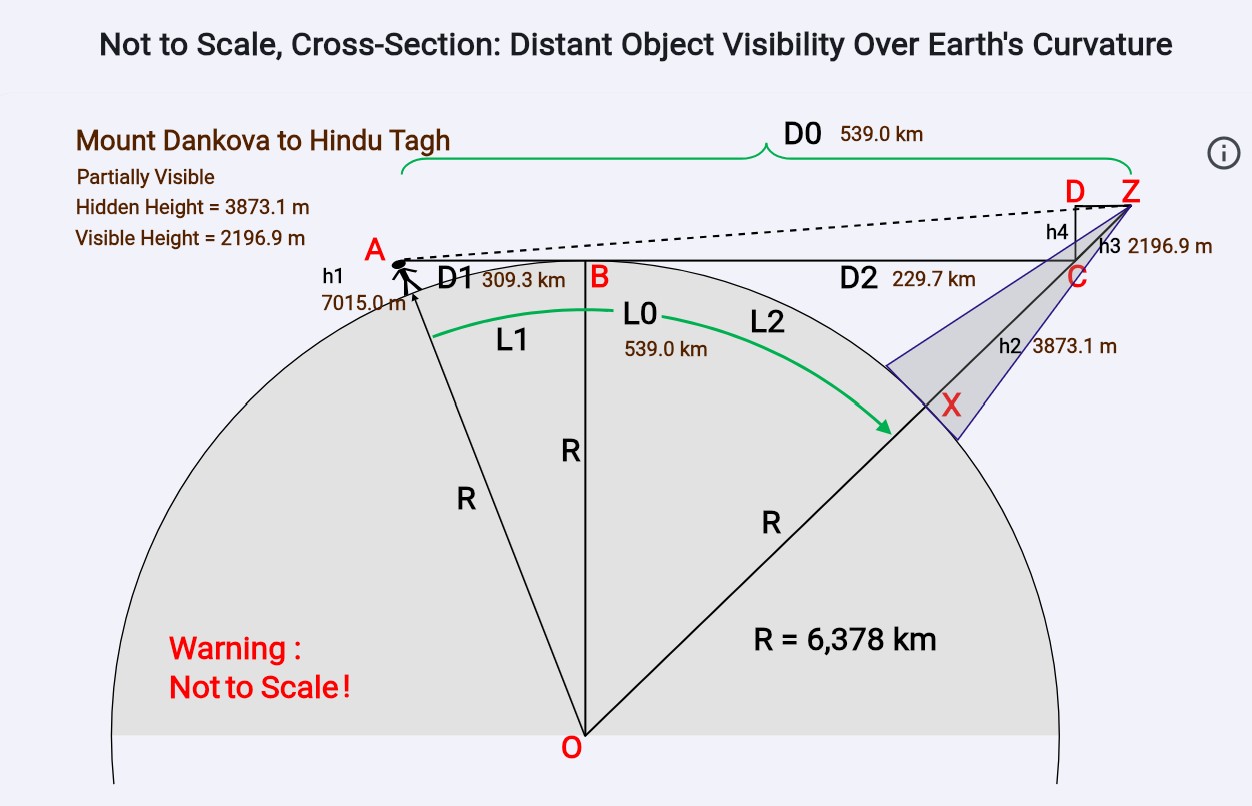 Not to Scale, Cross-Section: Distant Object Visibility Over Earth's Curvature
Mount Dankova to Hindu Tagh
Partially Visible
Hidden Height = 3873.1 m
Visible Height = 2196.9 m
D0 539.0 km
D Z
h4
h3 2196.9 m
A
h1
7015.0 m
D1 309.3 km
B
D2 229.7 km
C
L0
539.0 km
L1
L2
h2 3873.1 m
X
R
R
R
R = 6,378 km
Warning :
Not to Scale!
O